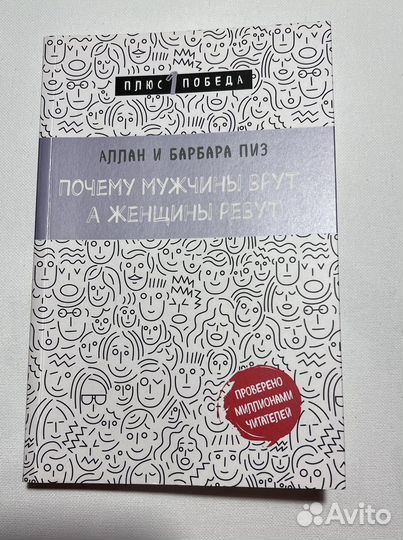 ПЛЮС 1 ПОБЕДА
АЛЛАН И БАРБАРА ПИЗ
ПОЧЕМУ МУЖЧИНЫ ВРУТ,
А ЖЕНЩИНЫ РЕВУТ
ПРОВЕРЕНО
МИЛЛИОНАМИ
ЧИТАТЕЛЕЙ
Avito